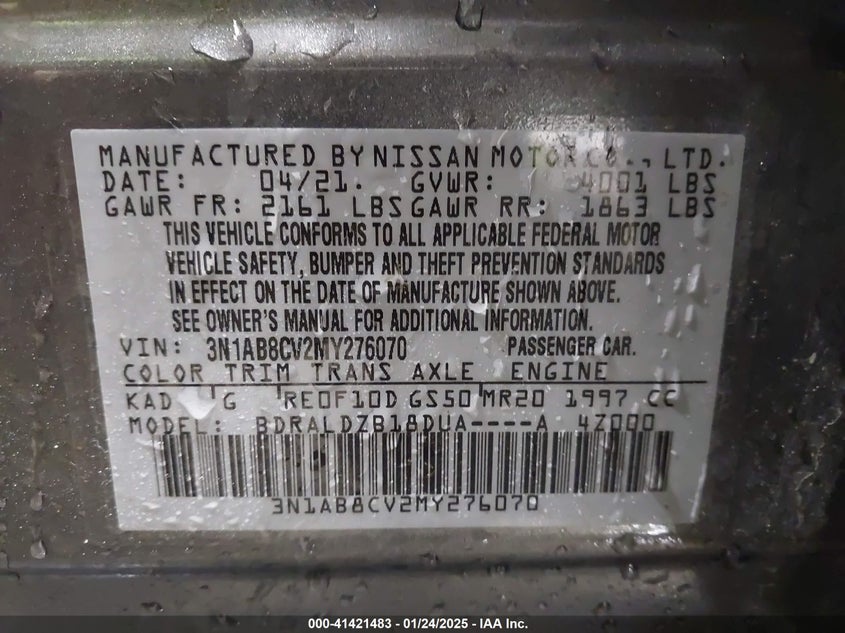 MANUFACTURED BY NISSAN MOTOR CO., LTD.
DATE: 04/21. GVWR: 4001 LBS
GAWR FR: 2161 LBS GAWR RR: 1863 LBS
THIS VEHICLE CONFORMS TO ALL APPLICABLE FEDERAL MOTOR
VEHICLE SAFETY, BUMPER AND THEFT PREVENTION STANDARDS
IN EFFECT ON THE DATE OF MANUFACTURE SHOWN ABOVE.
SEE OWNER'S MANUAL FOR ADDITIONAL INFORMATION.
VIN: 3N1AB8CV2MY276070 PASSENGER CAR.
COLOR TRIM TRANS AXLE ENGINE
KAD G RE0F10D GS50 MR20 1997 CC
MODEL: BDRALDZB18DUA----A 4Z000
3N1AB8CV2MY276070
000-41421483 - 01/24/2025 - IAA Inc.